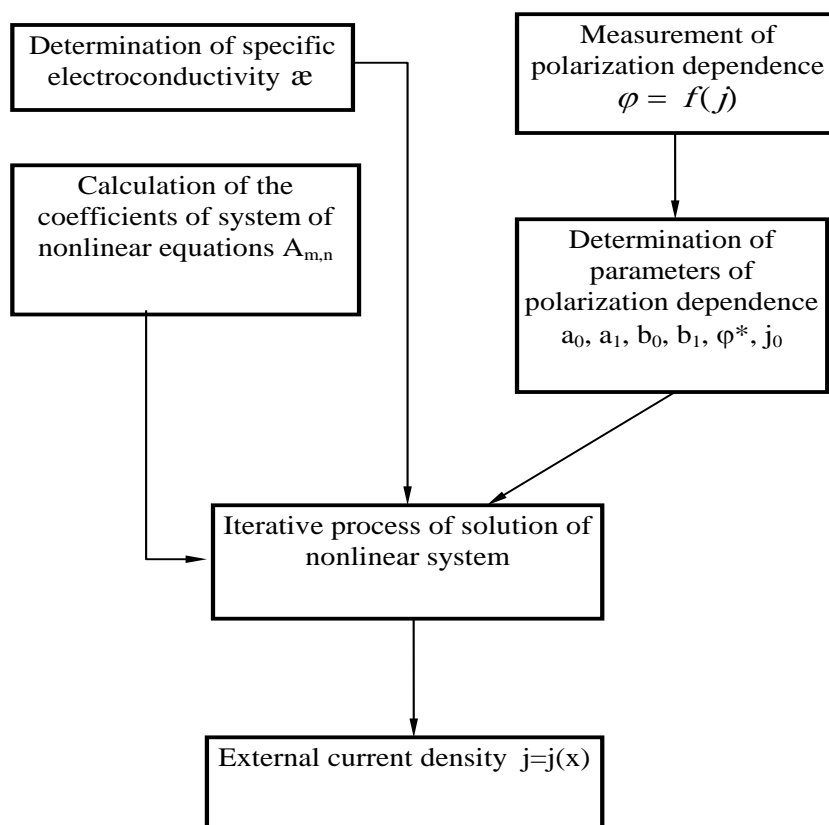 Determination of specific
electroconductivity æ
Measurement of
polarization dependence
φ = f(j)
Calculation of the
coefficients of system of
nonlinear equations Aₘ,ₙ
Determination of
parameters of
polarization dependence
a₀, a₁, b₀, b₁, φ*, j₀
Iterative process of solution of
nonlinear system
External current density j=j(x)